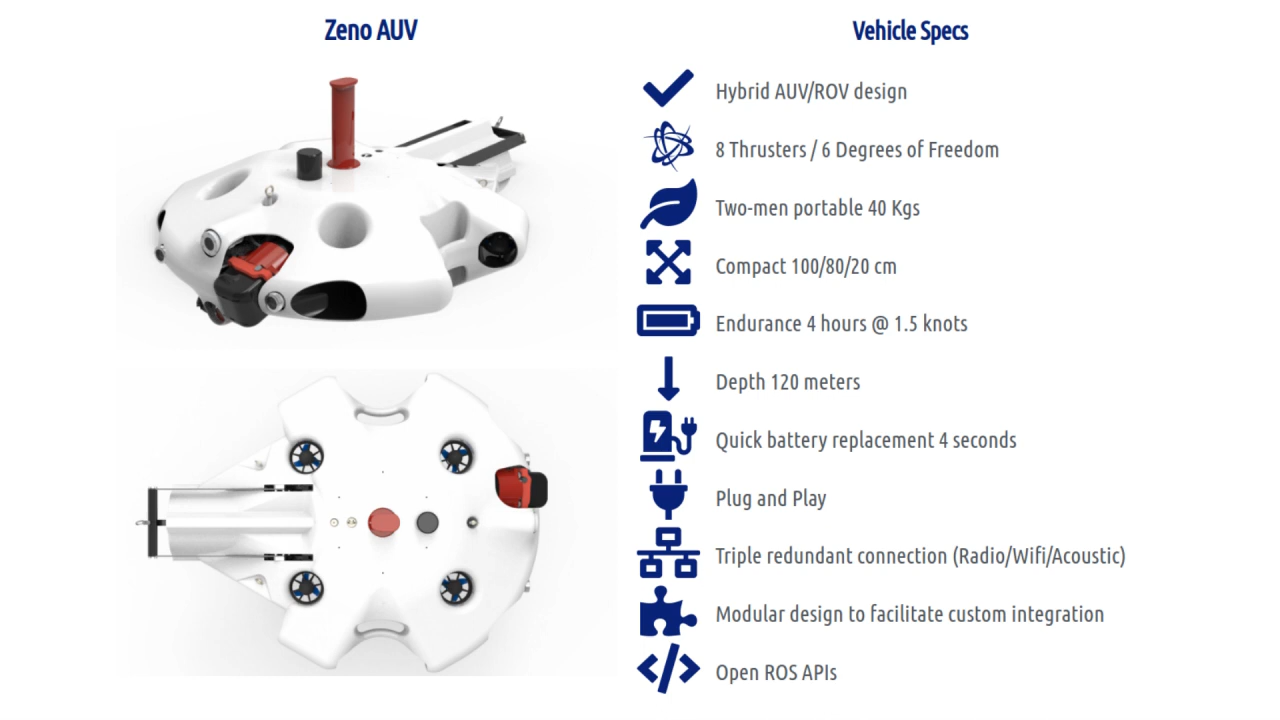 Zeno AUV
Vehicle Specs
Hybrid AUV/ROV design
8 Thrusters / 6 Degrees of Freedom
Two-men portable 40 Kgs
Compact 100/80/20 cm
Endurance 4 hours @ 1.5 knots
Depth 120 meters
Quick battery replacement 4 seconds
Plug and Play
Triple redundant connection (Radio/Wifi/Acoustic)
Modular design to facilitate custom integration
Open ROS APIs